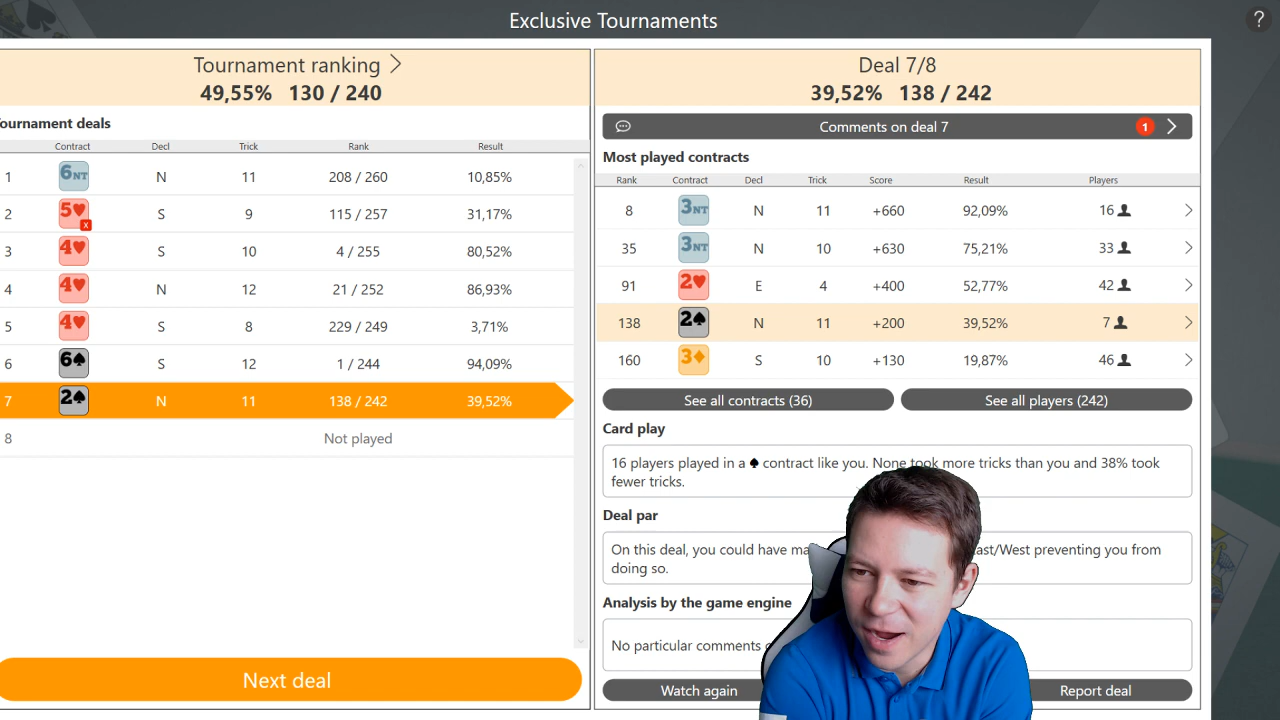 Exclusive Tournaments
?
Tournament ranking >
49,55% 130 / 240
ournament deals
Contract Decl Trick Rank Result
1 6NT N 11 208 / 260 10,85%
2 5♥ x S 9 115 / 257 31,17%
3 4♥ S 10 4 / 255 80,52%
4 4♥ N 12 21 / 252 86,93%
5 4♥ S 8 229 / 249 3,71%
6 6♠ S 12 1 / 244 94,09%
7 2♠ N 11 138 / 242 39,52%
8 Not played
Next deal
Deal 7/8
39,52% 138 / 242
Comments on deal 7 1
Most played contracts
Rank Contract Decl Trick Score Result Players
8 3NT N 11 +660 92,09% 16
35 3NT N 10 +630 75,21% 33
91 2♥ E 4 +400 52,77% 42
138 2♠ N 11 +200 39,52% 7
160 3♦ S 10 +130 19,87% 46
See all contracts (36) See all players (242)
Card play
16 players played in a ♠ contract like you. None took more tricks than you and 38% took
fewer tricks.
Deal par
On this deal, you could have ma ast/West preventing you from
doing so.
Analysis by the game engine
No particular comments
Watch again Report deal